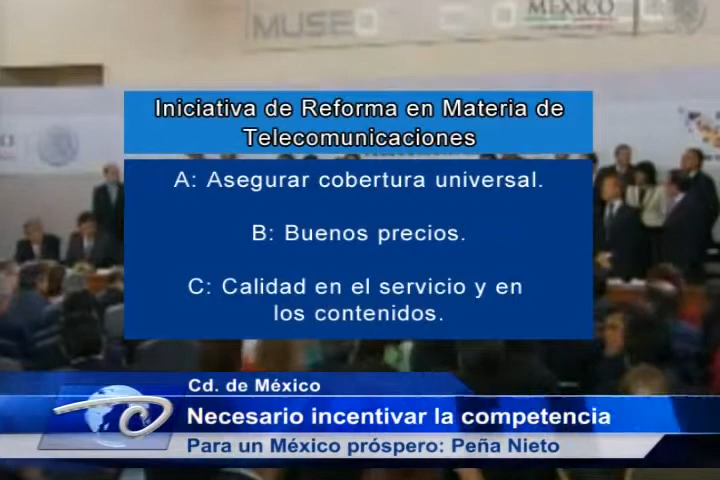 MUSEO
MÉXICO
Iniciativa de Reforma en Materia de
Telecomunicaciones
A: Asegurar cobertura universal.
B: Buenos precios.
C: Calidad en el servicio y en
los contenidos.
Cd. de México
Necesario incentivar la competencia
Para un México próspero: Peña Nieto